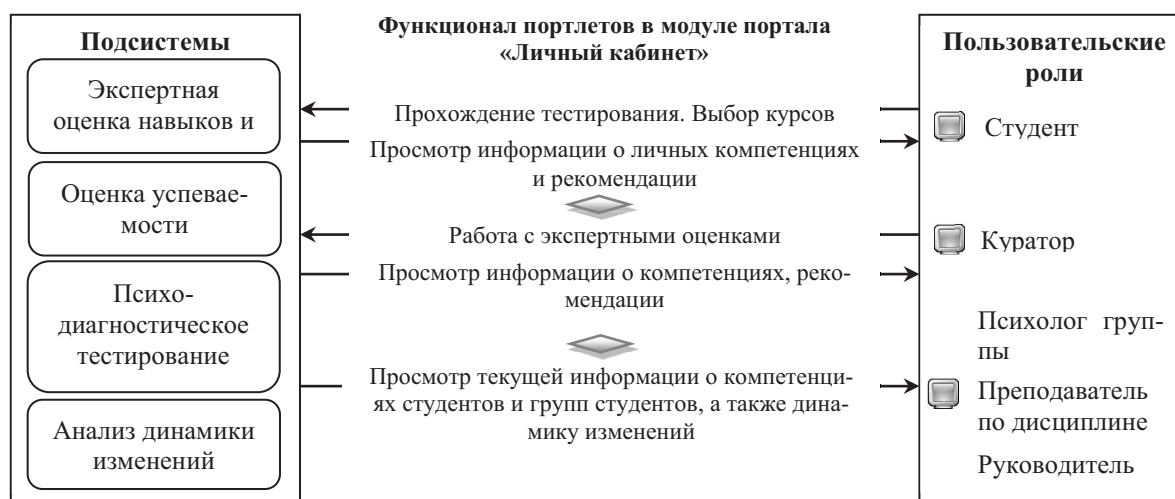 Подсистемы
Экспертная
оценка навыков и
Оценка успевае-
мости
Психо-
диагностическое
тестирование
Анализ динамики
изменений
Функционал портлетов в модуле портала
«Личный кабинет»
Прохождение тестирования. Выбор курсов
Просмотр информации о личных компетенциях
и рекомендации
Работа с экспертными оценками
Просмотр информации о компетенциях, реко-
мендации
Просмотр текущей информации о компетенци-
ях студентов и групп студентов, а также дина-
мику изменений
Пользовательские
роли
Студент
Куратор
Психолог груп-
пы
Преподаватель
по дисциплине
Руководитель